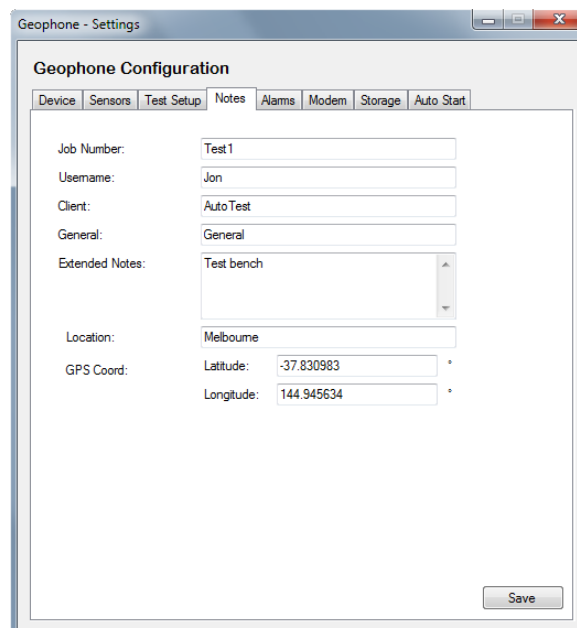 Geophone - Settings
Geophone Configuration
Device Sensors Test Setup Notes Alarms Modem Storage Auto Start
Job Number: Test1
Username: Jon
Client: AutoTest
General: General
Extended Notes: Test bench
Location: Melbourne
GPS Coord: Latitude: -37.830983 °
Longitude: 144.945634 °
Save